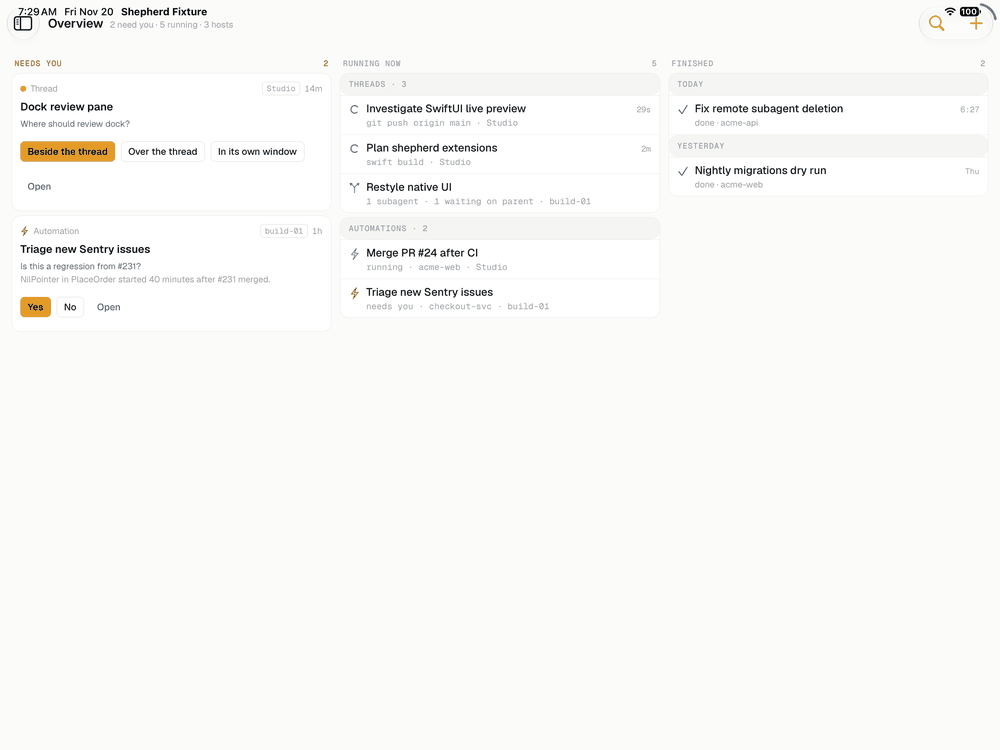 7:29 AM Fri Nov 20 Shepherd Fixture
100
Overview 2 need you · 5 running · 3 hosts
NEEDS YOU 2
Thread Studio 14m
Dock review pane
Where should review dock?
Beside the thread Over the thread In its own window
Open
Automation build-01 1h
Triage new Sentry issues
Is this a regression from #231?
NilPointer in PlaceOrder started 40 minutes after #231 merged.
Yes No Open
RUNNING NOW 5
THREADS · 3
Investigate SwiftUI live preview 29s
git push origin main · Studio
Plan shepherd extensions 2m
swift build · Studio
Restyle native UI
1 subagent · 1 waiting on parent · build-01
AUTOMATIONS · 2
Merge PR #24 after CI
running · acme-web · Studio
Triage new Sentry issues
needs you · checkout-svc · build-01
FINISHED 2
TODAY
Fix remote subagent deletion 6:27
done · acme-api
YESTERDAY
Nightly migrations dry run Thu
done · acme-web